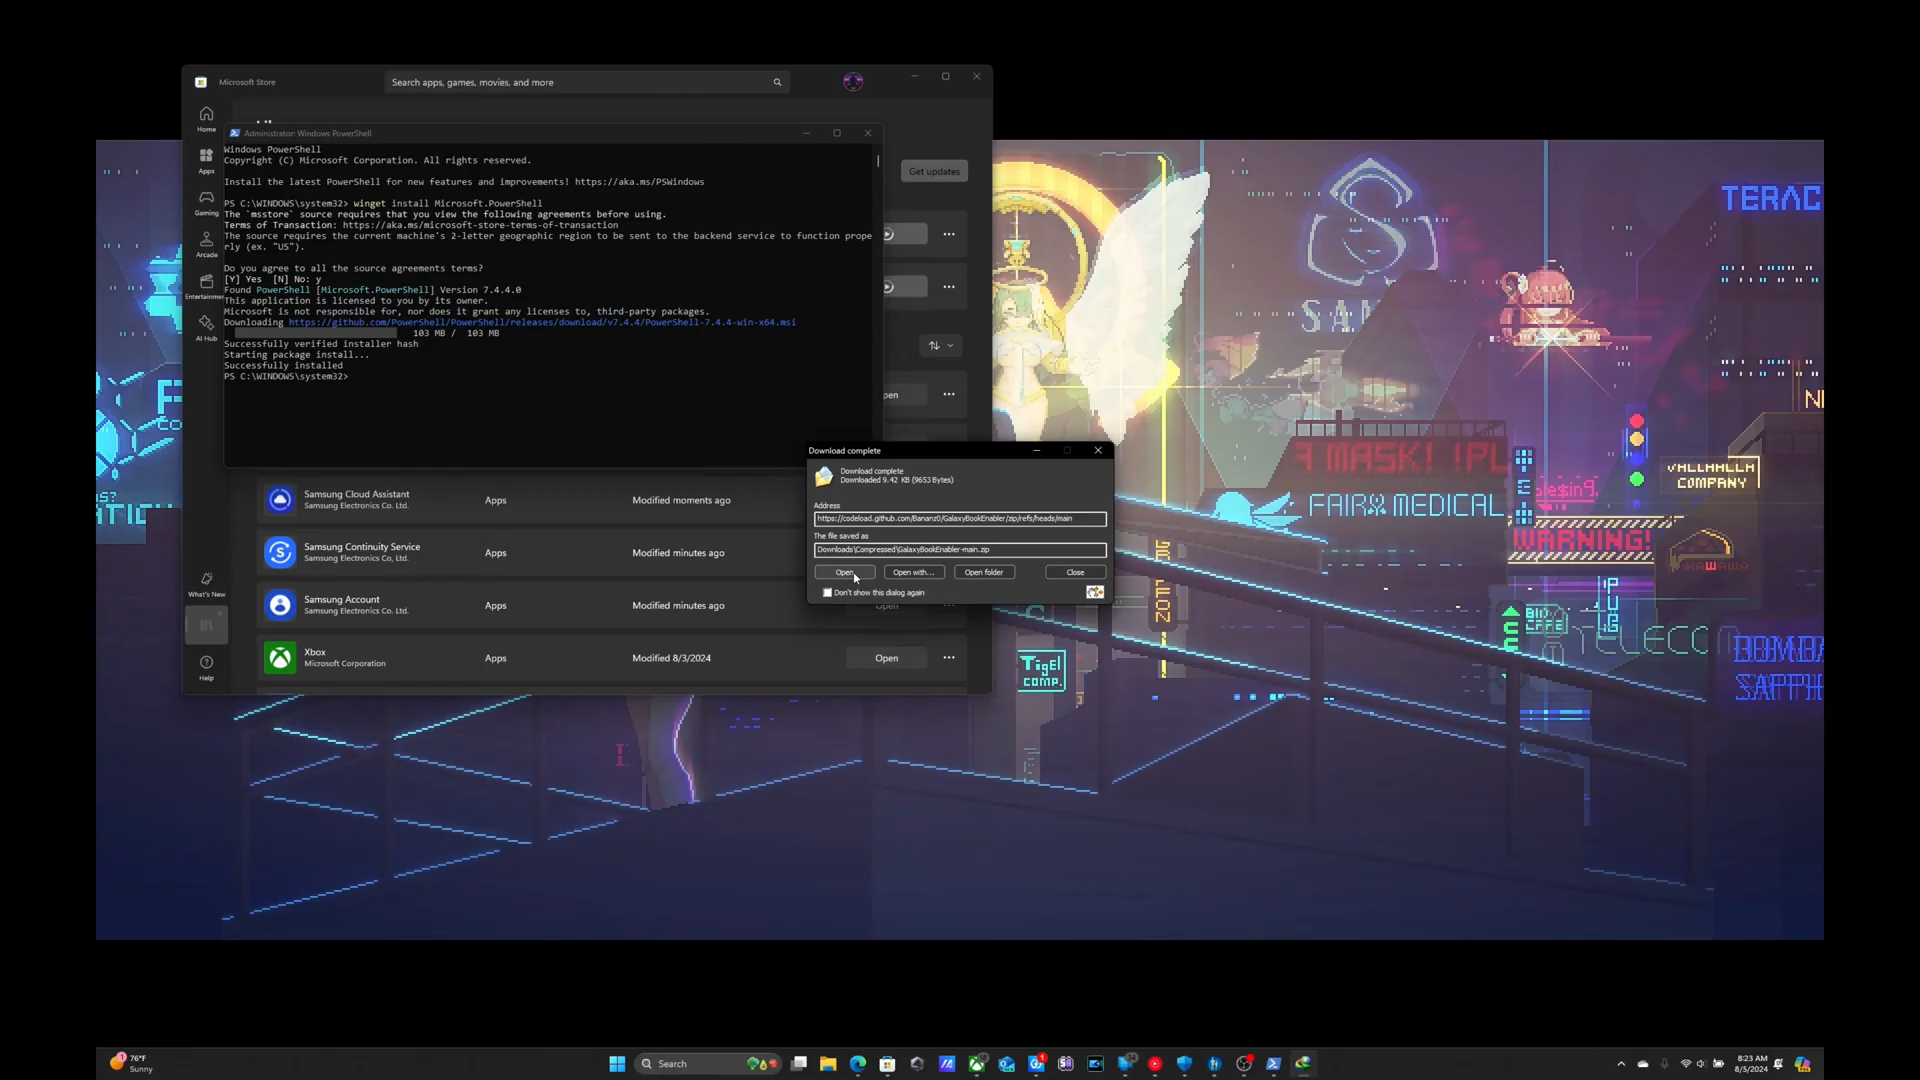 Microsoft Store
Search apps, games, movies, and more
Home
Apps
Gaming
Arcade
Entertainme
AI Hub
What's New
Help
Get updates
Administrator: Windows PowerShell
Windows PowerShell
Copyright (C) Microsoft Corporation. All rights reserved.
Install the latest PowerShell for new features and improvements! https://aka.ms/PSWindows
PS C:\WINDOWS\system32> winget install Microsoft.PowerShell
The `msstore` source requires that you view the following agreements before using.
Terms of Transaction: https://aka.ms/microsoft-store-terms-of-transaction
The source requires the current machine's 2-letter geographic region to be sent to the backend service to function prope
rly (ex. "US").
Do you agree to all the source agreements terms?
[Y] Yes  [N] No: y
Found PowerShell [Microsoft.PowerShell] Version 7.4.4.0
This application is licensed to you by its owner.
Microsoft is not responsible for, nor does it grant any licenses to, third-party packages.
Downloading https://github.com/PowerShell/PowerShell/releases/download/v7.4.4/PowerShell-7.4.4-win-x64.msi
103 MB / 103 MB
Successfully verified installer hash
Starting package install...
Successfully installed
PS C:\WINDOWS\system32>
pen
Samsung Cloud Assistant
Samsung Electronics Co. Ltd.
Apps
Modified moments ago
Samsung Continuity Service
Samsung Electronics Co. Ltd.
Apps
Modified minutes ago
Samsung Account
Samsung Electronics Co. Ltd.
Apps
Modified minutes ago
Open
Xbox
Microsoft Corporation
Apps
Modified 8/3/2024
Open
Download complete
Download complete
Downloaded 9.42 KB (9653 Bytes)
Address
https://codeload.github.com/Bananz0/GalaxyBookEnabler/zip/refs/heads/main
The file saved as
Downloads\Compressed\GalaxyBookEnabler-main.zip
Open
Open with...
Open folder
Close
Don't show this dialog again
TERAC
MASK! !PL
FAIRY MEDICAL
VALLHALLA
COMPANY
WARNING!
KAWAWA
BIO
CAFE
PUB
TELECO
Tigel
comp.
BOMBA
SAPPH
76°F
Sunny
Search
8:23 AM
8/5/2024